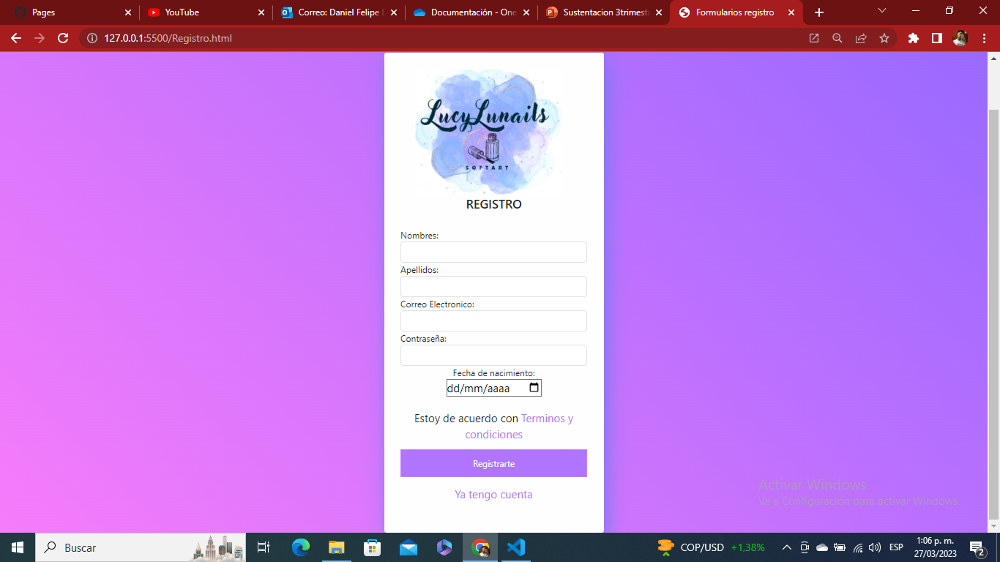 Pages
YouTube
Correo: Daniel Felipe
Documentación - One
Sustentacion 3trimest
Formularios registro
127.0.0.1:5500/Registro.html
LucyLunails
SOFTART
REGISTRO
Nombres:
Apellidos:
Correo Electronico:
Contraseña:
Fecha de nacimiento:
dd/mm/aaaa
Estoy de acuerdo con Terminos y
condiciones
Registrarte
Ya tengo cuenta
Activar Windows
Ve a Configuración para activar Windows.
Buscar
COP/USD +1,38%
ESP
1:06 p. m.
27/03/2023
2